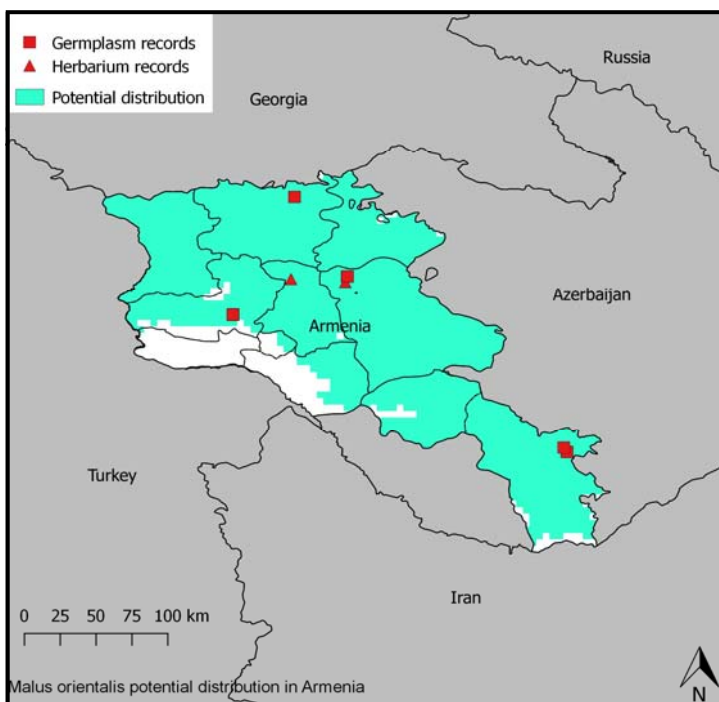 Germplasm records
Herbarium records
Potential distribution
Russia
Georgia
Azerbaijan
Armenia
Turkey
Iran
0 25 50 75 100 km
Malus orientalis potential distribution in Armenia
N